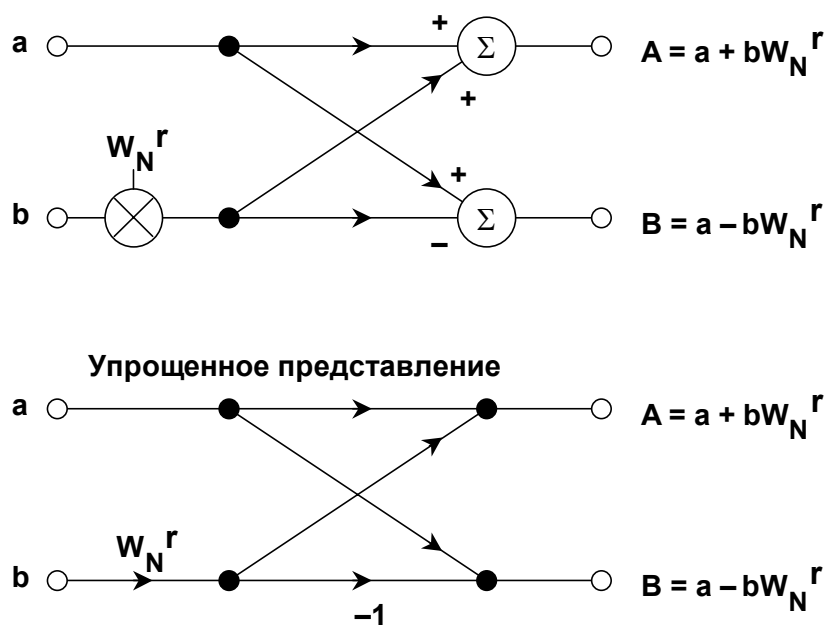 a + Σ A = a + bW_N^r
+
W_N^r +
b – Σ B = a – bW_N^r
Упрощенное представление
a A = a + bW_N^r
W_N^r
b B = a – bW_N^r
–1